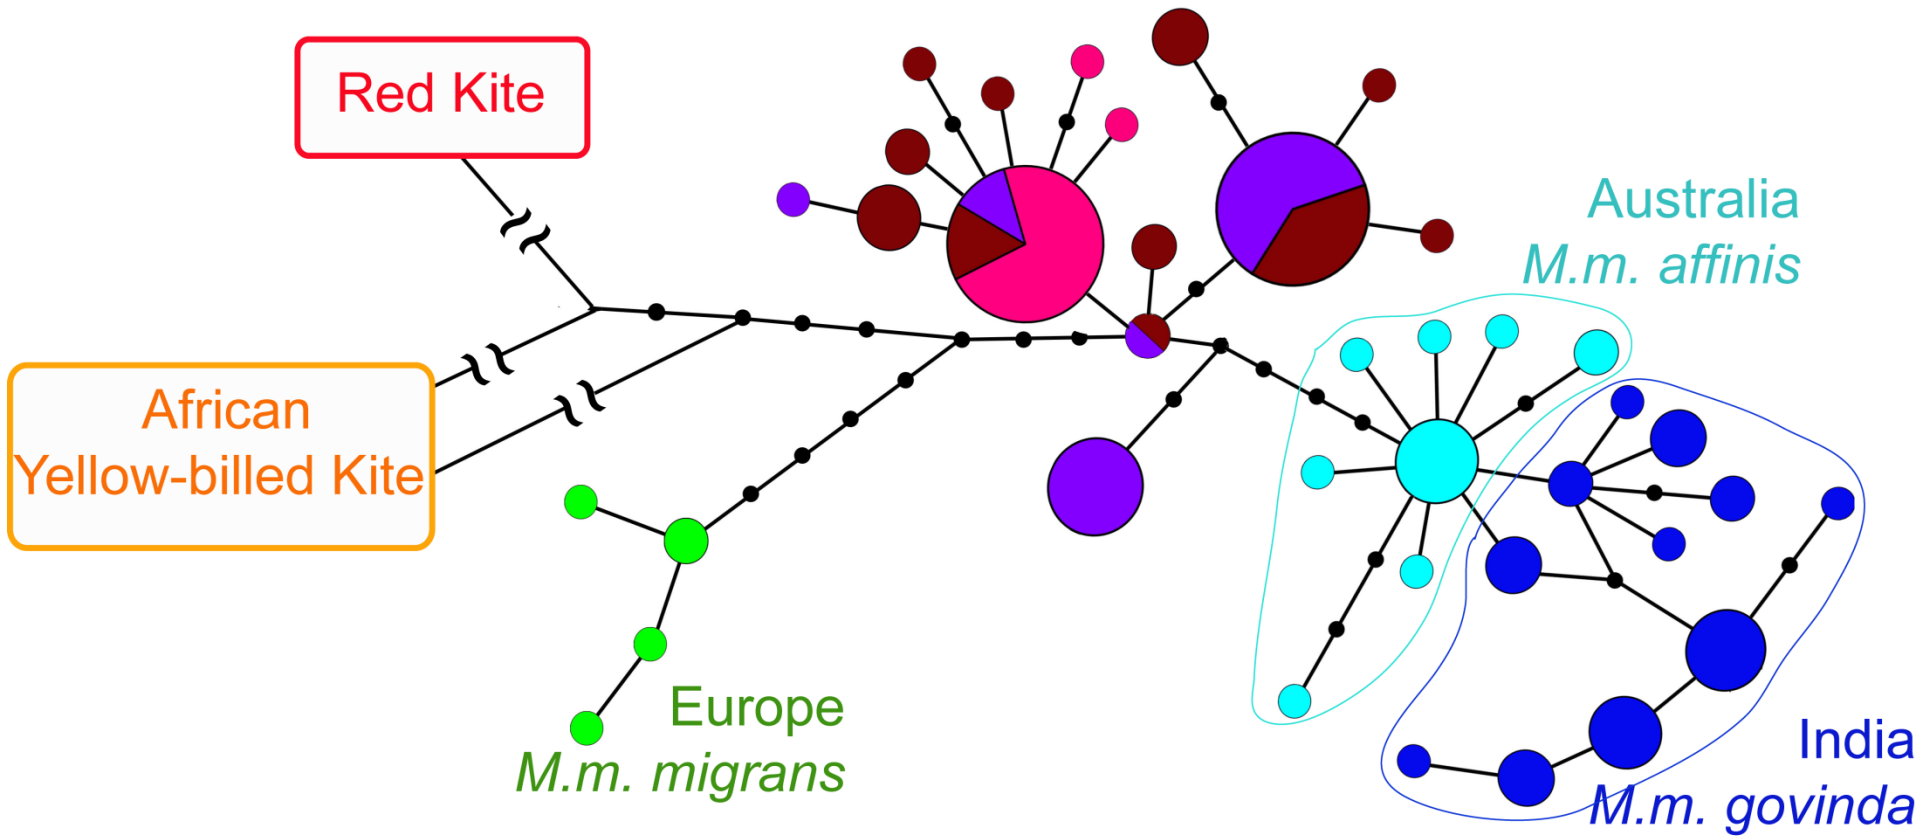 Red Kite
African
Yellow-billed Kite
Australia
M.m. affinis
Europe
M.m. migrans
India
M.m. govinda